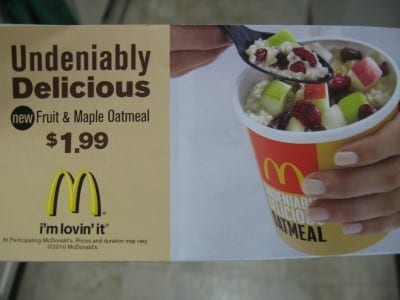 Undeniably
Delicious
new Fruit & Maple Oatmeal
$1.99
i'm lovin' it®
At Participating McDonald's. Prices and duration may vary.
©2010 McDonald's.
OATMEAL